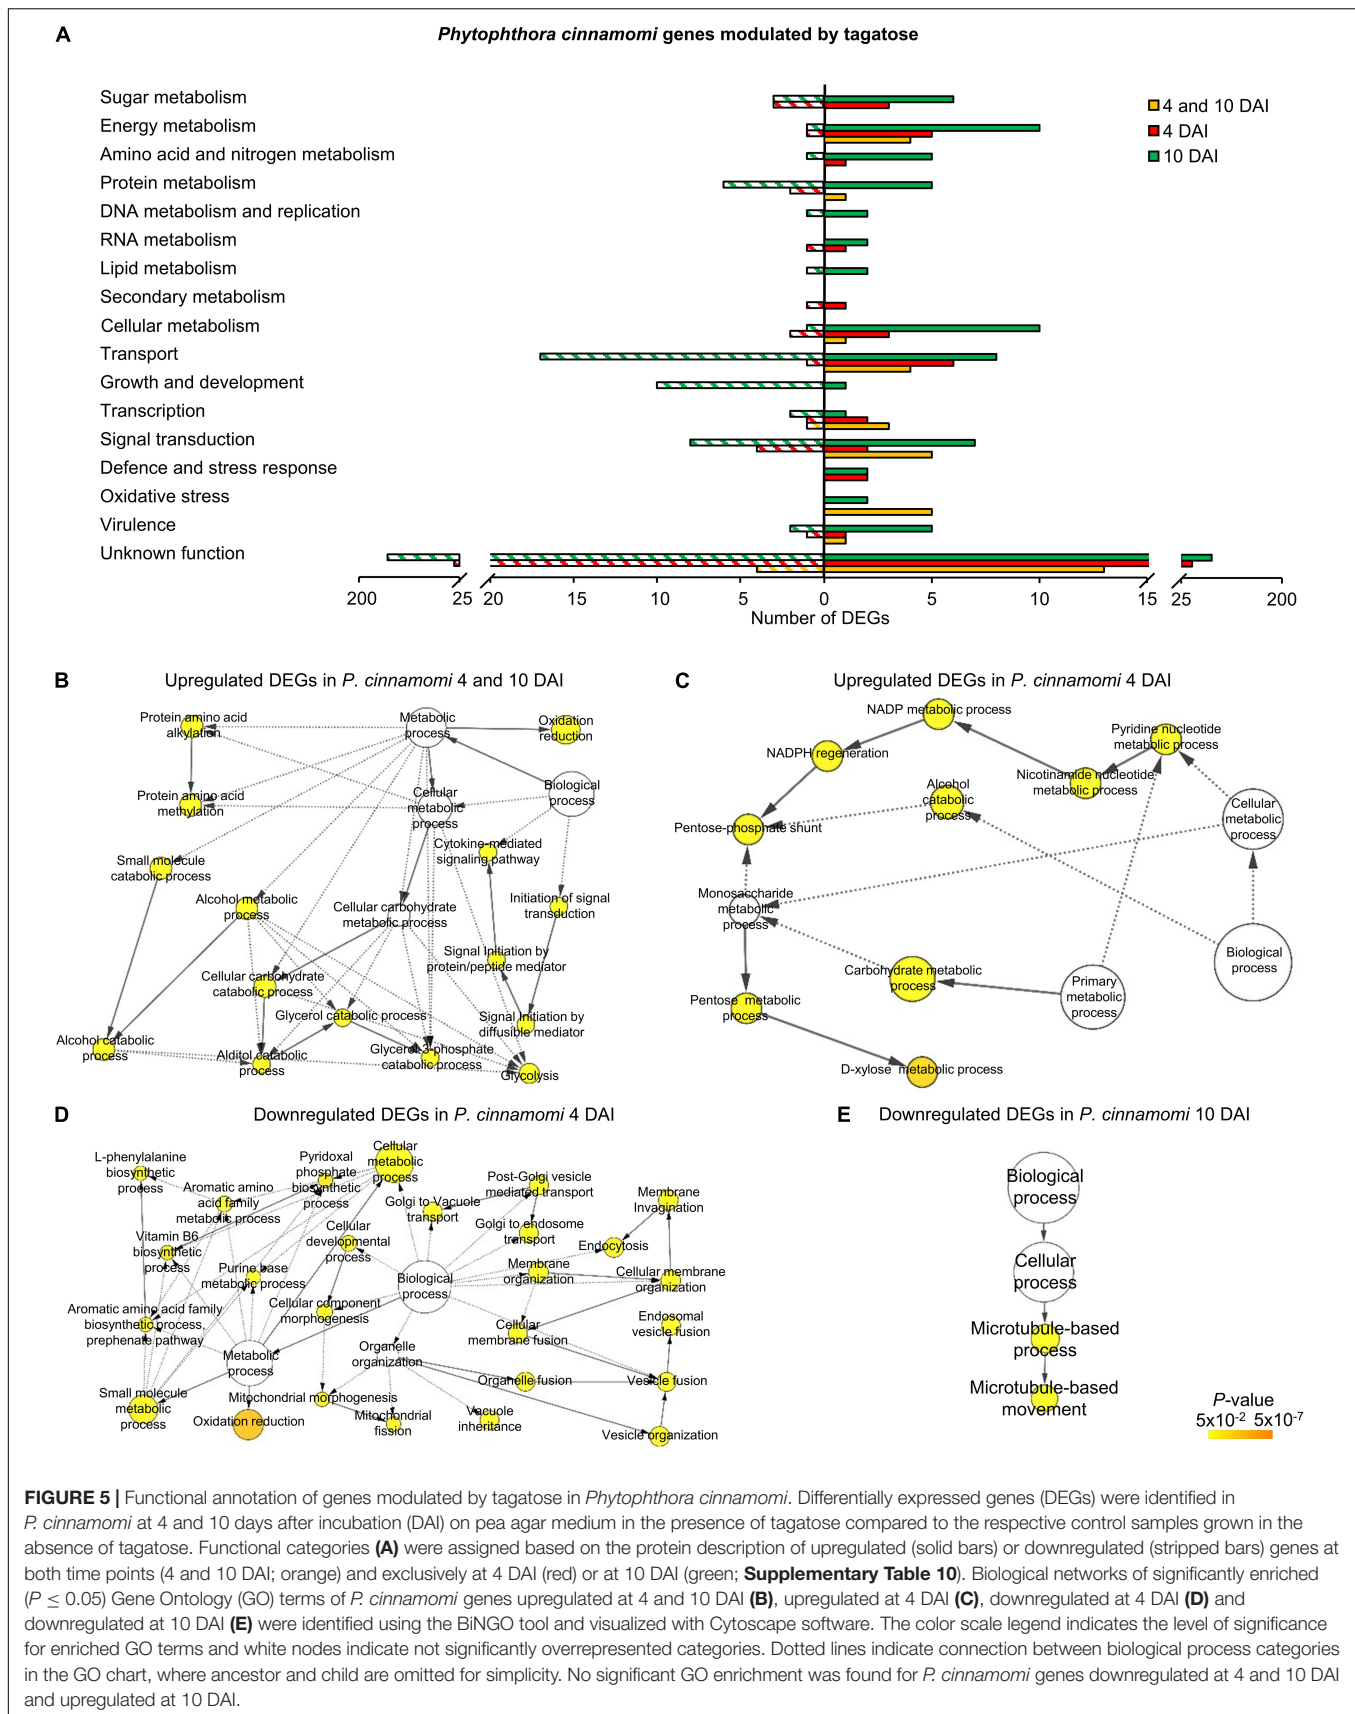 A
Phytophthora cinnamomi genes modulated by tagatose
Sugar metabolism
Energy metabolism
Amino acid and nitrogen metabolism
Protein metabolism
DNA metabolism and replication
RNA metabolism
Lipid metabolism
Secondary metabolism
Cellular metabolism
Transport
Growth and development
Transcription
Signal transduction
Defence and stress response
Oxidative stress
Virulence
Unknown function
4 and 10 DAI
4 DAI
10 DAI
200 25 20 15 10 5 0 5 10 15 25 200
Number of DEGs
B
Upregulated DEGs in P. cinnamomi 4 and 10 DAI
Protein amino acid
alkylation
Metabolic
process
Oxidation
reduction
Protein amino acid
methylation
Cellular
metabolic
process
Biological
process
Small molecule
catabolic process
Cytokine-mediated
signaling pathway
Alcohol metabolic
process
Cellular carbohydrate
metabolic process
Initiation of signal
transduction
Signal Initiation by
protein/peptide mediator
Cellular carbohydrate
catabolic process
Glycerol catabolic process
Signal Initiation by
diffusible mediator
Alcohol catabolic
process
Alditol catabolic
process
Glycerol-3-phosphate
catabolic process
Glycolysis
C
Upregulated DEGs in P. cinnamomi 4 DAI
NADP metabolic process
Pyridine nucleotide
metabolic process
NADPH regeneration
Nicotinamide nucleotide
metabolic process
Alcohol
catabolic
process
Cellular
metabolic
process
Pentose-phosphate shunt
Monosaccharide
metabolic
process
Carbohydrate metabolic
process
Primary
metabolic
process
Biological
process
Pentose metabolic
process
D-xylose metabolic process
D
Downregulated DEGs in P. cinnamomi 4 DAI
L-phenylalanine
biosynthetic
process
Aromatic amino
acid family
metabolic process
Pyridoxal
phosphate
biosynthetic
process
Cellular
metabolic
process
Golgi to Vacuole
transport
Post-Golgi vesicle
mediated transport
Membrane
Invagination
Vitamin B6
biosynthetic
process
Cellular
developmental
process
Golgi to endosome
transport
Endocytosis
Purine base
metabolic process
Biological
process
Membrane
organization
Cellular membrane
organization
Aromatic amino acid family
biosynthetic process,
prephenate pathway
Cellular component
morphogenesis
Cellular
membrane fusion
Endosomal
vesicle fusion
Metabolic
process
Organelle
organization
Organelle fusion
Vesicle fusion
Small molecule
metabolic
process
Oxidation reduction
Mitochondrial morphogenesis
Mitochondrial
fission
Vacuole
inheritance
Vesicle organization
E
Downregulated DEGs in P. cinnamomi 10 DAI
Biological
process
Cellular
process
Microtubule-based
process
Microtubule-based
movement
P-value
5x10-2 5x10-7
FIGURE 5 | Functional annotation of genes modulated by tagatose in Phytophthora cinnamomi. Differentially expressed genes (DEGs) were identified in
P. cinnamomi at 4 and 10 days after incubation (DAI) on pea agar medium in the presence of tagatose compared to the respective control samples grown in the
absence of tagatose. Functional categories (A) were assigned based on the protein description of upregulated (solid bars) or downregulated (stripped bars) genes at
both time points (4 and 10 DAI; orange) and exclusively at 4 DAI (red) or at 10 DAI (green; Supplementary Table 10). Biological networks of significantly enriched
(P ≤ 0.05) Gene Ontology (GO) terms of P. cinnamomi genes upregulated at 4 and 10 DAI (B), upregulated at 4 DAI (C), downregulated at 4 DAI (D) and
downregulated at 10 DAI (E) were identified using the BiNGO tool and visualized with Cytoscape software. The color scale legend indicates the level of significance
for enriched GO terms and white nodes indicate not significantly overrepresented categories. Dotted lines indicate connection between biological process categories
in the GO chart, where ancestor and child are omitted for simplicity. No significant GO enrichment was found for P. cinnamomi genes downregulated at 4 and 10 DAI
and upregulated at 10 DAI.